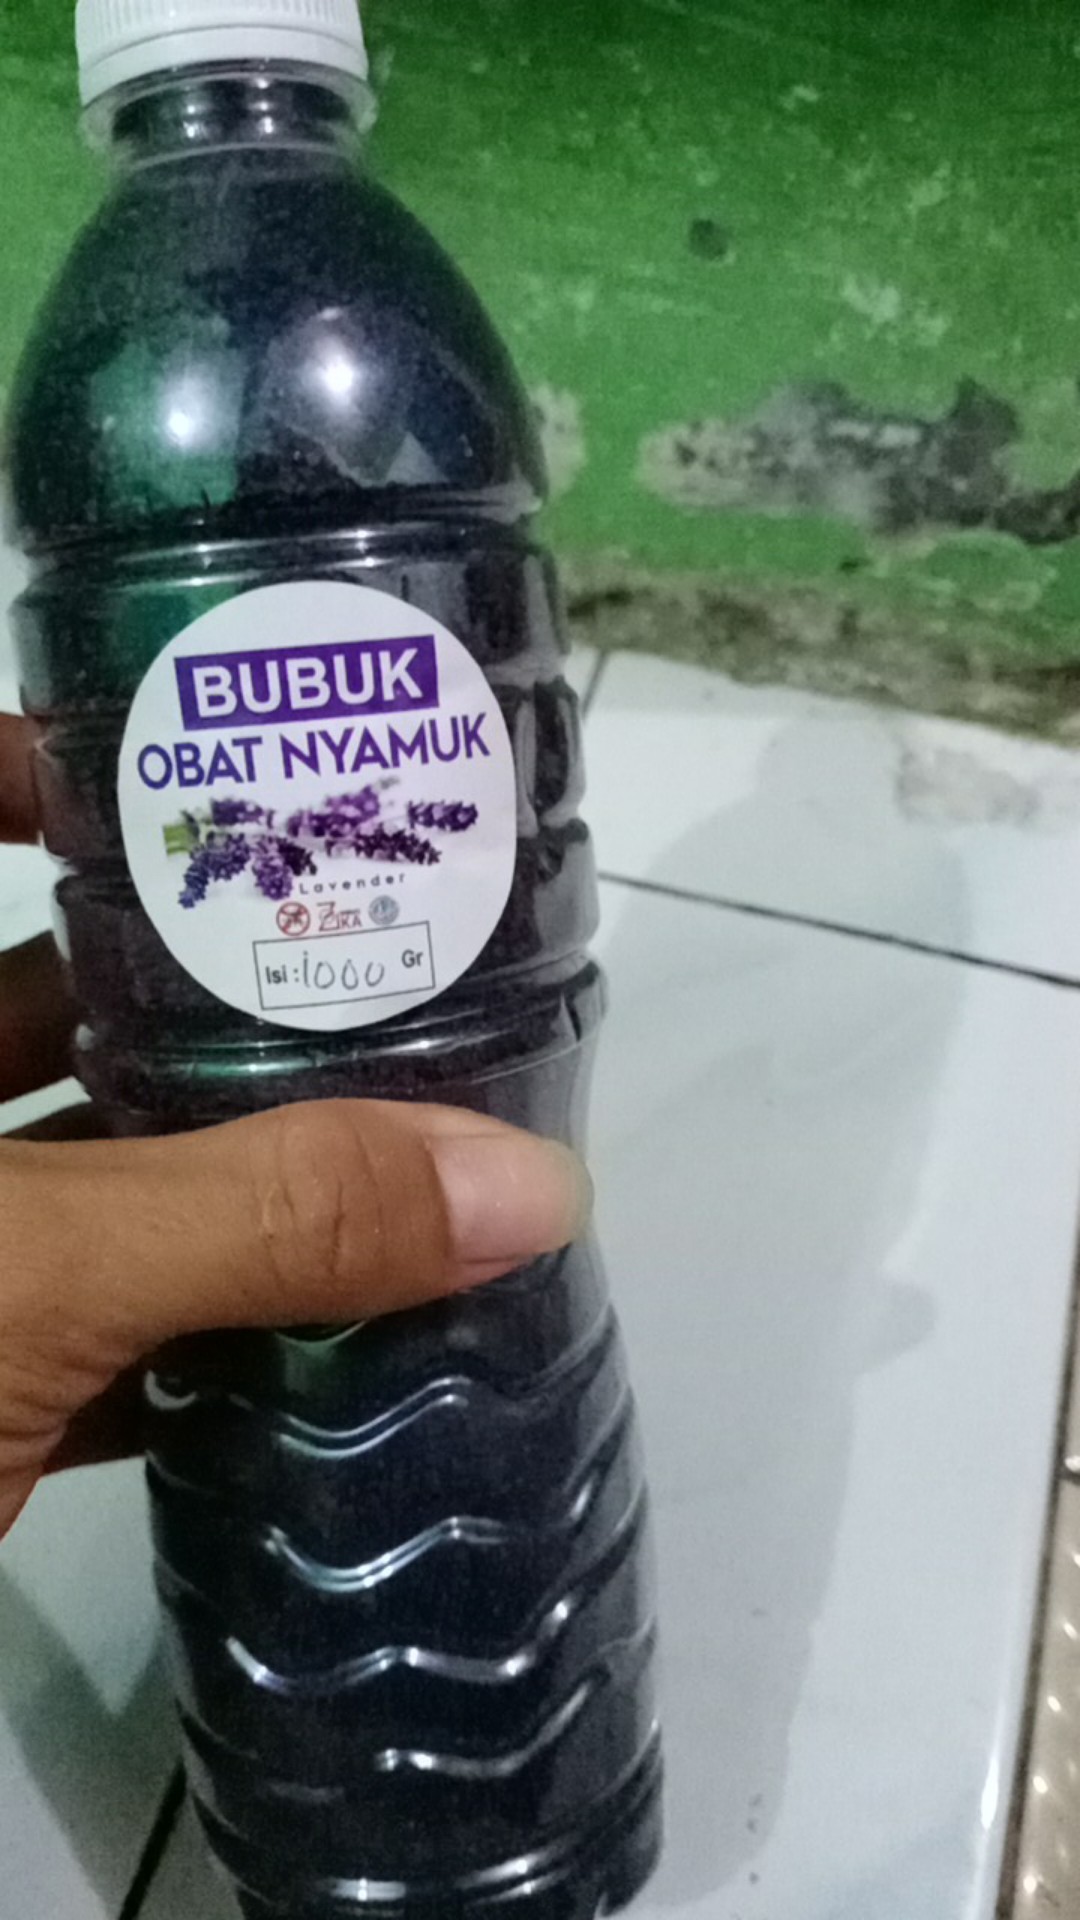 BUBUK
OBAT NYAMUK
Lavender
ZIKA
Isi : 1000 Gr